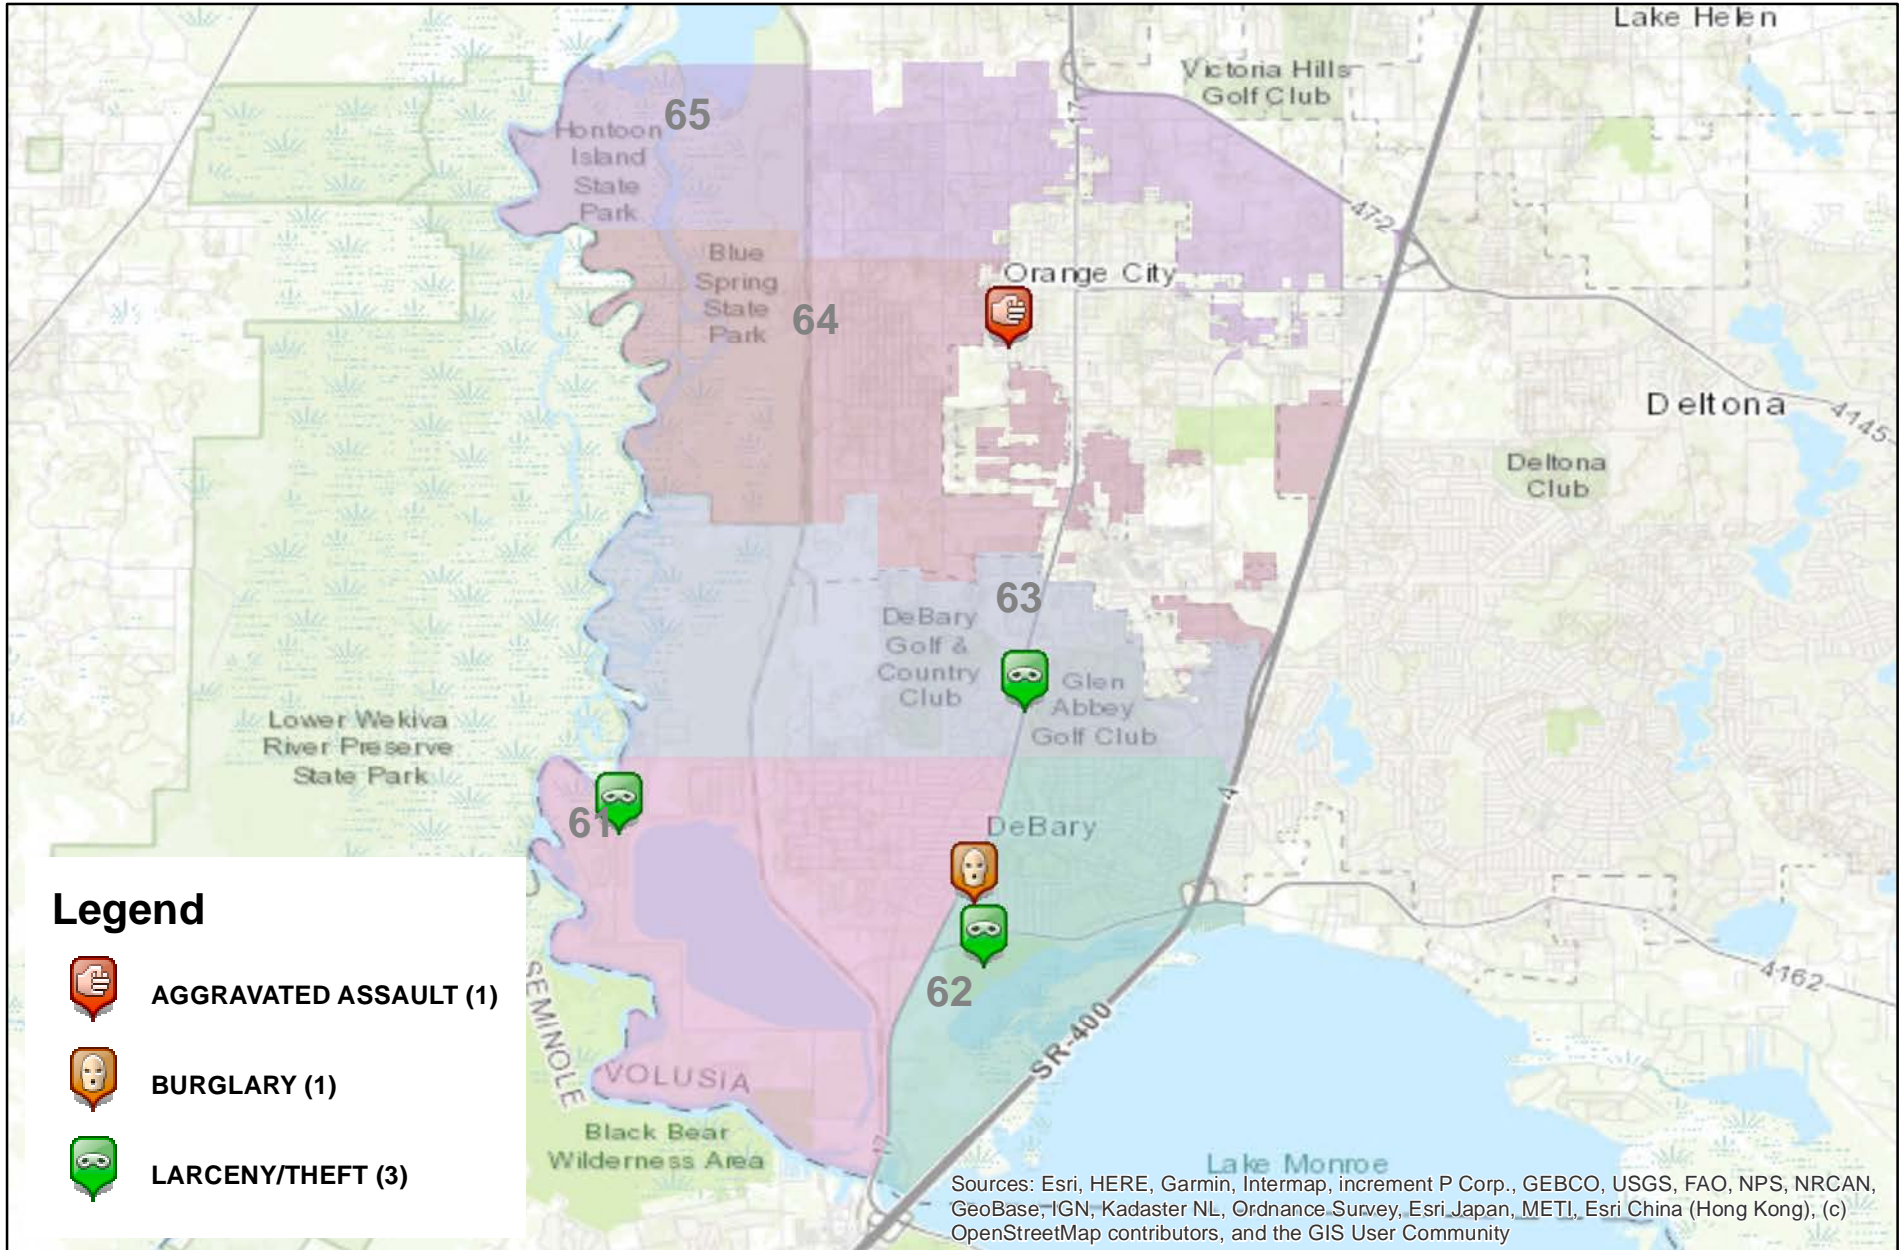 Lake Helen
Victoria Hills
Golf Club
65
Hontoon
Island
State
Park
17
472
Blue
Spring
State
Park
64
Orange City
Deltona
4145
Deltona
Club
63
DeBary
Golf &
Country
Club
Glen
Abbey
Golf Club
Lower Wekiva
River Preserve
State Park
61
4
DeBary
62
4162
SR-400
SEMINOLE
VOLUSIA
17
Black Bear
Wilderness Area
Lake Monroe
Legend
AGGRAVATED ASSAULT (1)
BURGLARY (1)
LARCENY/THEFT (3)
Sources: Esri, HERE, Garmin, Intermap, increment P Corp., GEBCO, USGS, FAO, NPS, NRCAN,
GeoBase, IGN, Kadaster NL, Ordnance Survey, Esri Japan, METI, Esri China (Hong Kong), (c)
OpenStreetMap contributors, and the GIS User Community